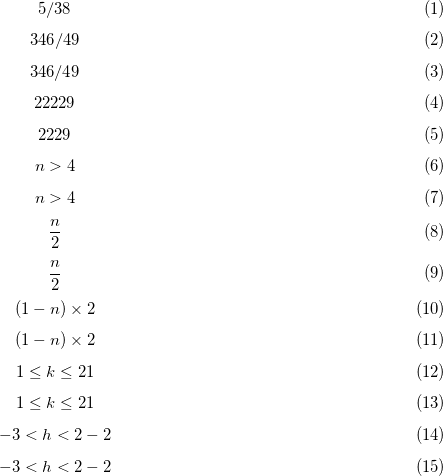 5/38 (1)
346/49 (2)
346/49 (3)
22229 (4)
2229 (5)
n > 4 (6)
n > 4 (7)
n/2 (8)
n/2 (9)
(1 − n) × 2 (10)
(1 − n) × 2 (11)
1 ≤ k ≤ 21 (12)
1 ≤ k ≤ 21 (13)
−3 < h < 2 − 2 (14)
−3 < h < 2 − 2 (15)